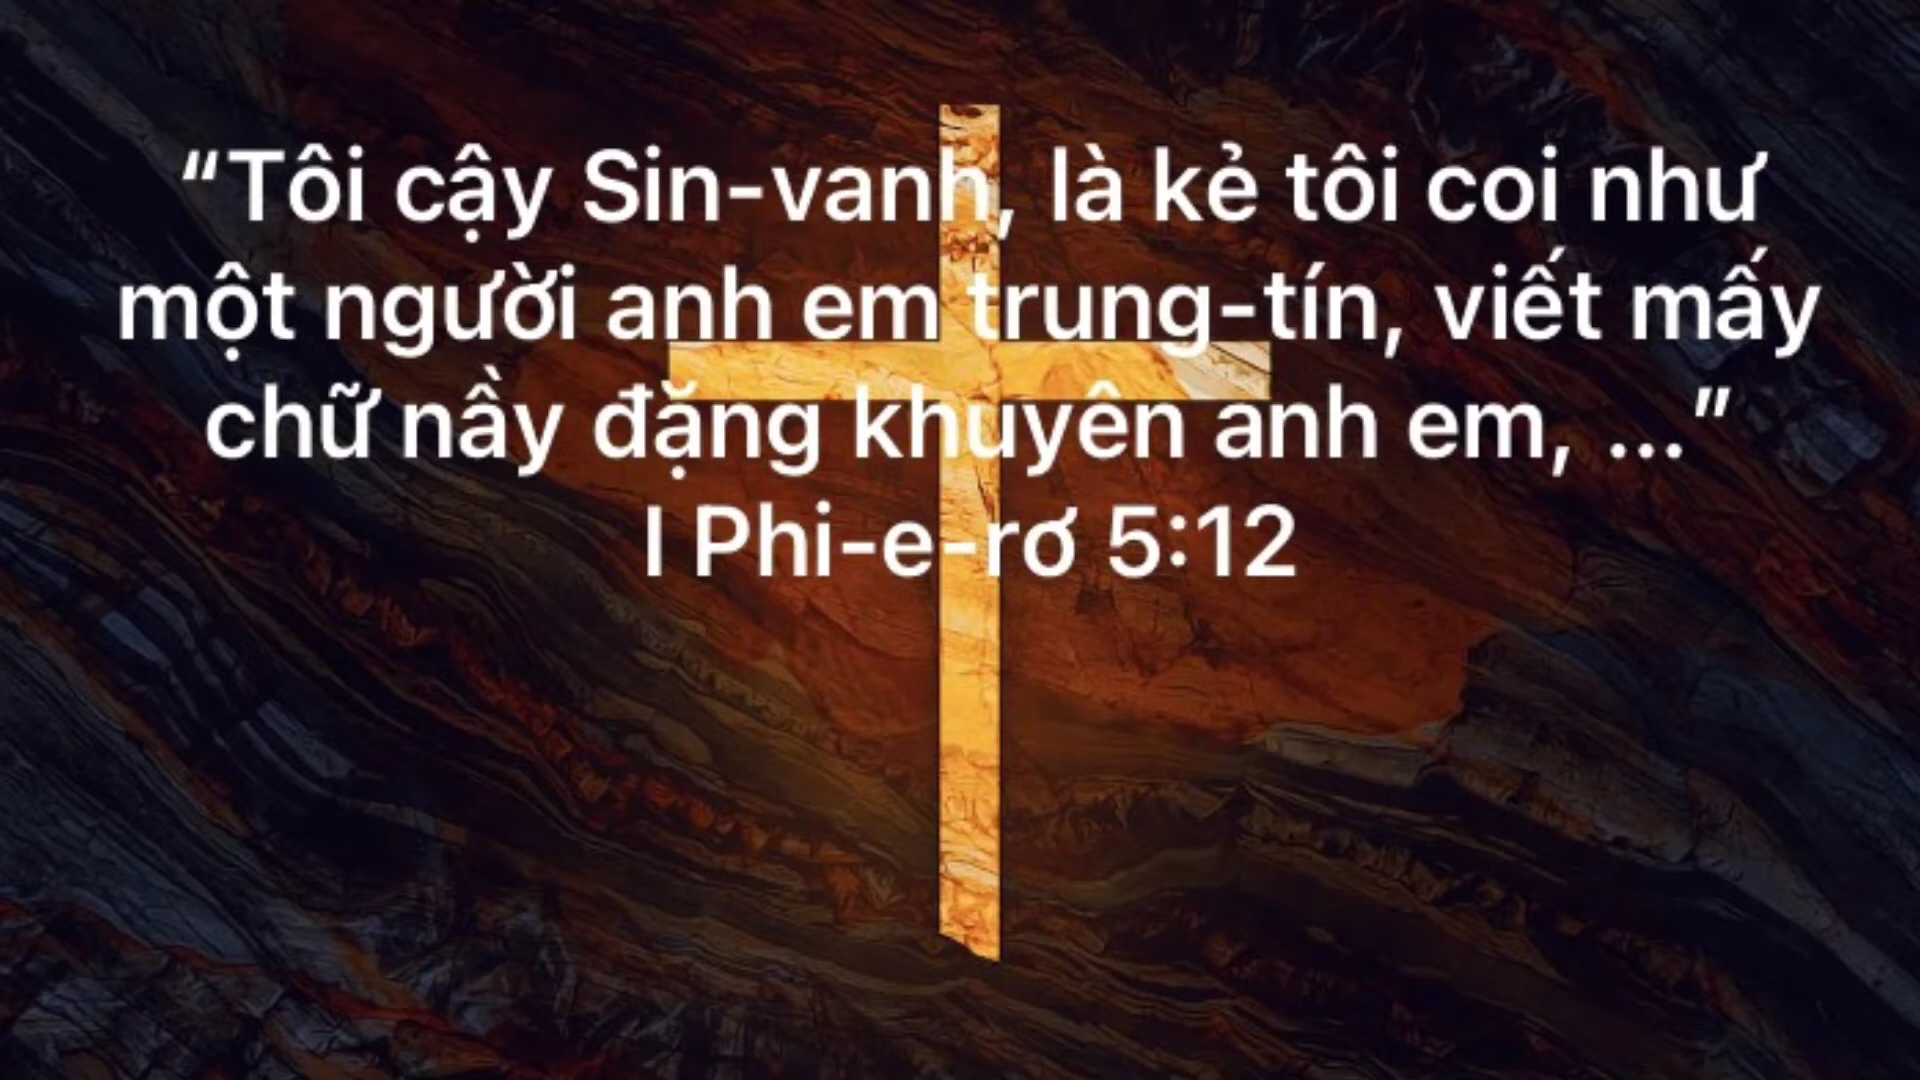 “Tôi cậy Sin-vanh, là kẻ tôi coi như
một người anh em trung-tín, viết mấy
chữ nầy đặng khuyên anh em, ...”
I Phi-e-rơ 5:12